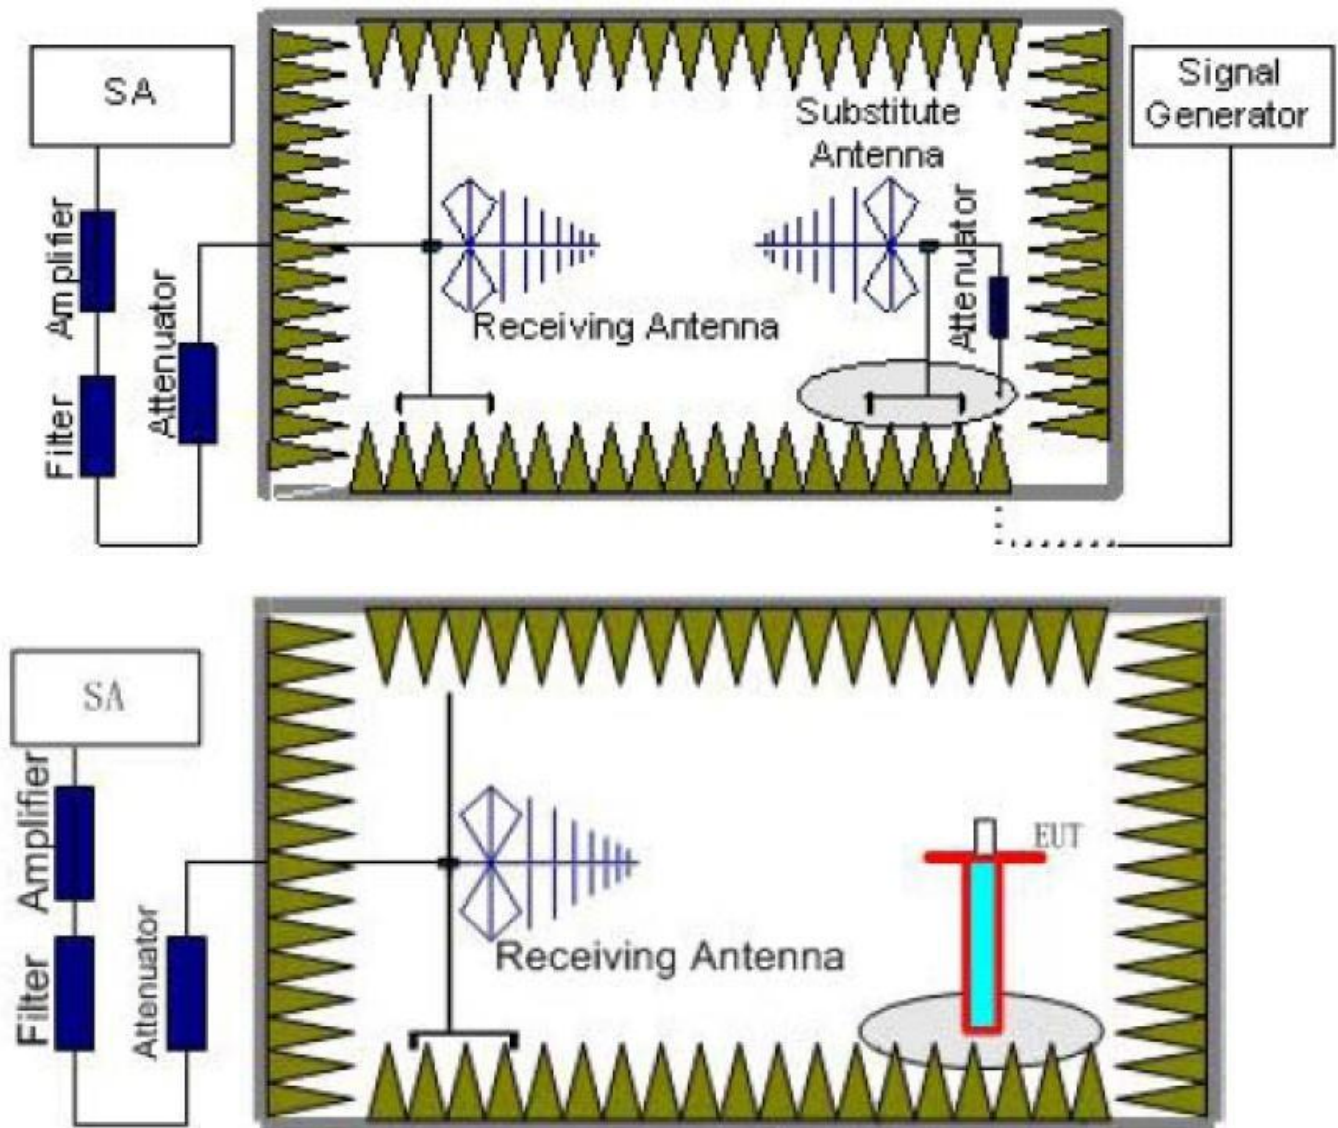 SA
Signal
Generator
Substitute
Antenna
Amplifier
Attenuator
Attenuator
Receiving Antenna
Filter
SA
Amplifier
EUT
Attenuator
Receiving Antenna
Filter